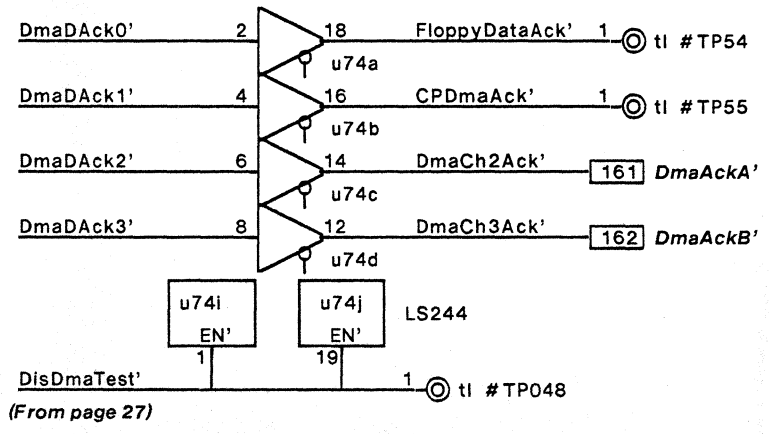 DmaDAck0' 2 18 FloppyDataAck' 1 tl #TP54
u74a
DmaDAck1' 4 16 CPDmaAck' 1 tl #TP55
u74b
DmaDAck2' 6 14 DmaCh2Ack' 161 DmaAckA'
u74c
DmaDAck3' 8 12 DmaCh3Ack' 162 DmaAckB'
u74d
u74i u74j LS244
EN' EN'
1 19
DisDmaTest' 1 tl #TP048
(From page 27)